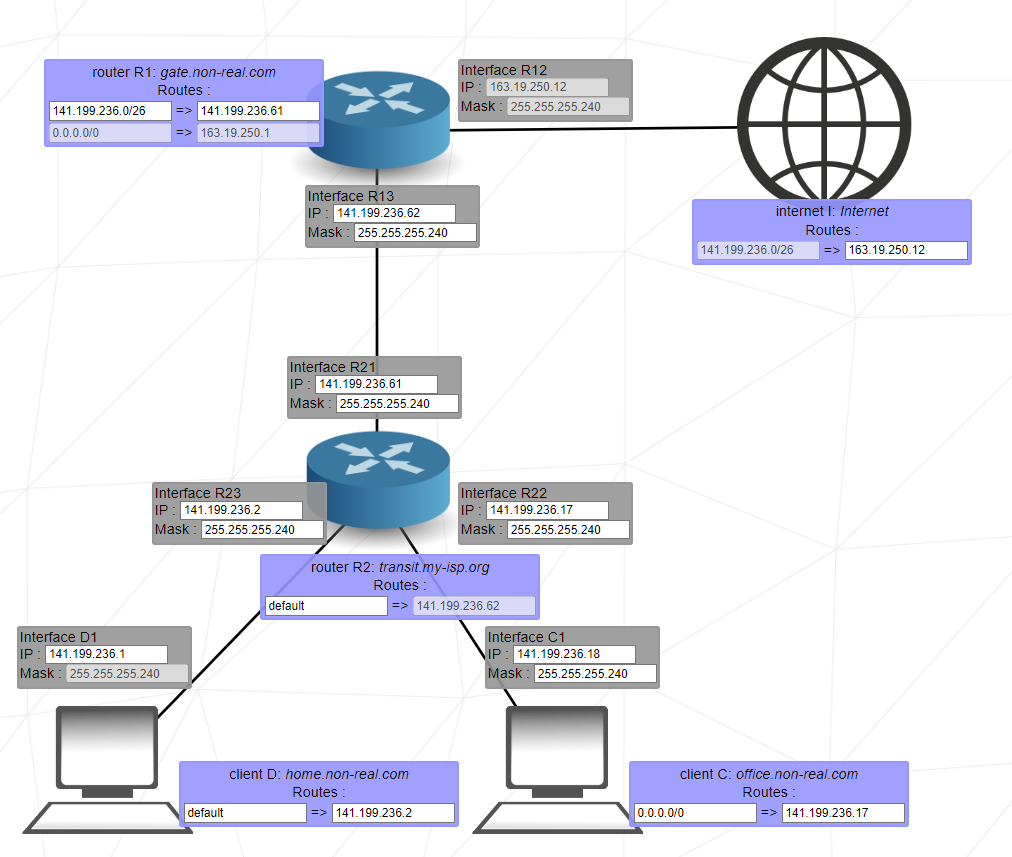 router R1: gate.non-real.com
Routes :
141.199.236.0/26 => 141.199.236.61
0.0.0.0/0 => 163.19.250.1
Interface R12
IP : 163.19.250.12
Mask : 255.255.255.240
Interface R13
IP : 141.199.236.62
Mask : 255.255.255.240
internet I: Internet
Routes :
141.199.236.0/26 => 163.19.250.12
Interface R21
IP : 141.199.236.61
Mask : 255.255.255.240
Interface R23
IP : 141.199.236.2
Mask : 255.255.255.240
Interface R22
IP : 141.199.236.17
Mask : 255.255.255.240
router R2: transit.my-isp.org
Routes :
default => 141.199.236.62
Interface D1
IP : 141.199.236.1
Mask : 255.255.255.240
Interface C1
IP : 141.199.236.18
Mask : 255.255.255.240
client D: home.non-real.com
Routes :
default => 141.199.236.2
client C: office.non-real.com
Routes :
0.0.0.0/0 => 141.199.236.17